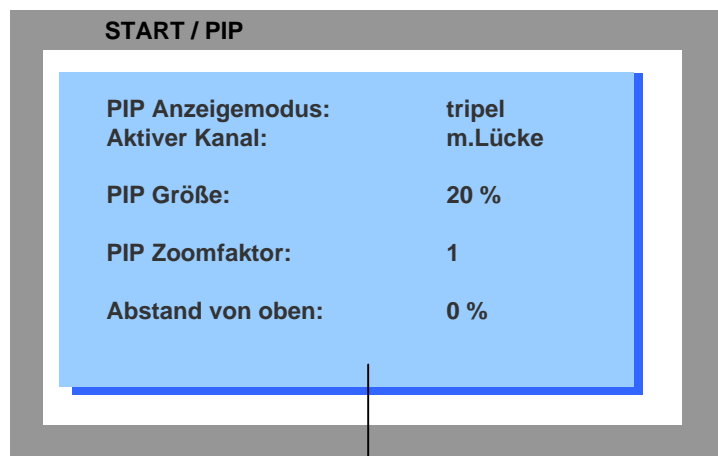 START / PIP
PIP Anzeigemodus: tripel
Aktiver Kanal: m.Lücke
PIP Größe: 20 %
PIP Zoomfaktor: 1
Abstand von oben: 0 %